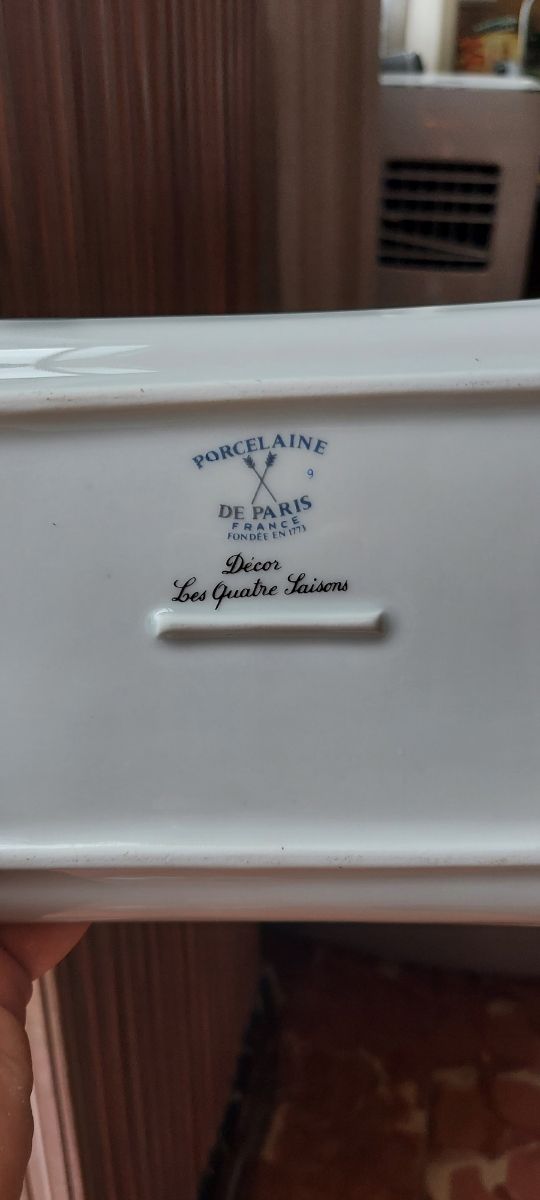 PORCELAINE
9
DE PARIS
FRANCE
FONDÉE EN 1773
Décor
Les Quatre Saisons